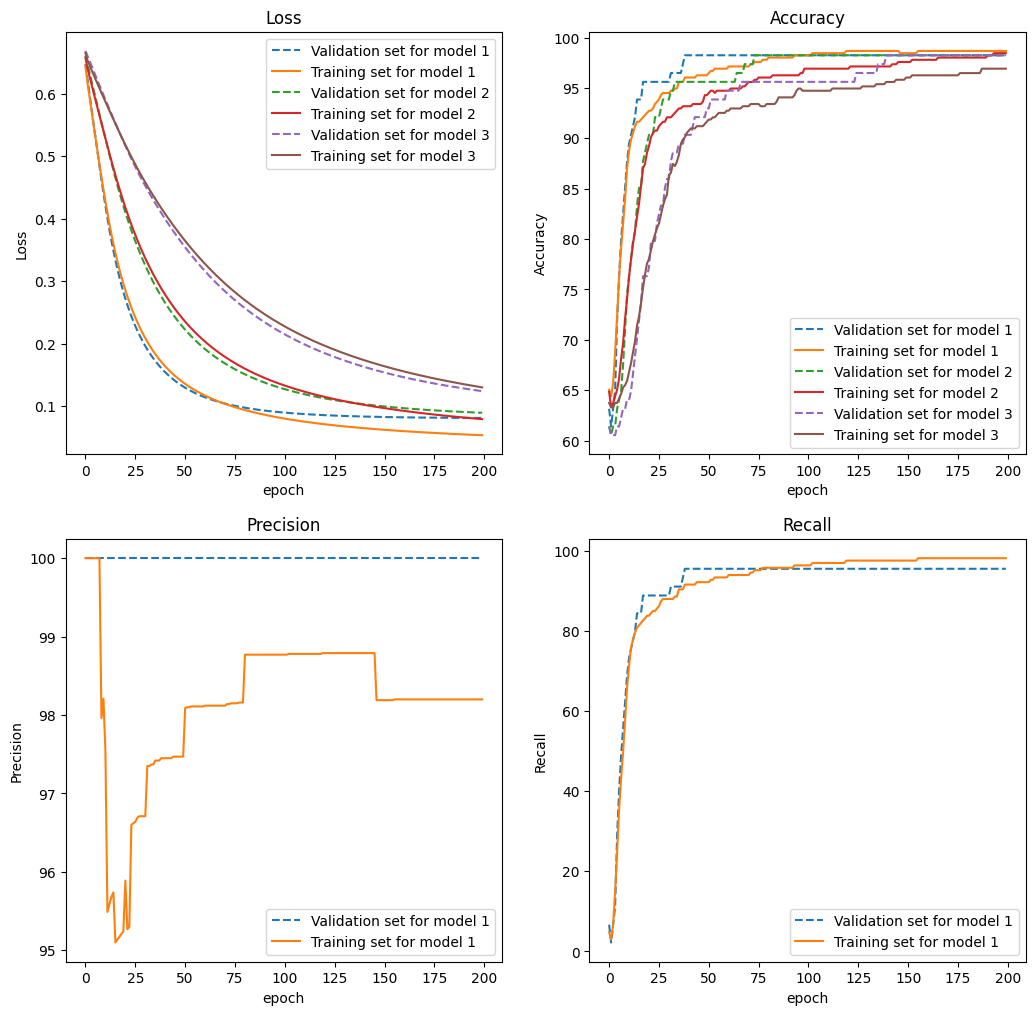 Loss
Loss
0.6
0.5
0.4
0.3
0.2
0.1
Validation set for model 1
Training set for model 1
Validation set for model 2
Training set for model 2
Validation set for model 3
Training set for model 3
0 25 50 75 100 125 150 175 200
epoch
Accuracy
Accuracy
100
95
90
85
80
75
70
65
60
Validation set for model 1
Training set for model 1
Validation set for model 2
Training set for model 2
Validation set for model 3
Training set for model 3
0 25 50 75 100 125 150 175 200
epoch
Precision
Precision
100
99
98
97
96
95
Validation set for model 1
Training set for model 1
0 25 50 75 100 125 150 175 200
epoch
Recall
Recall
100
80
60
40
20
0
Validation set for model 1
Training set for model 1
0 25 50 75 100 125 150 175 200
epoch